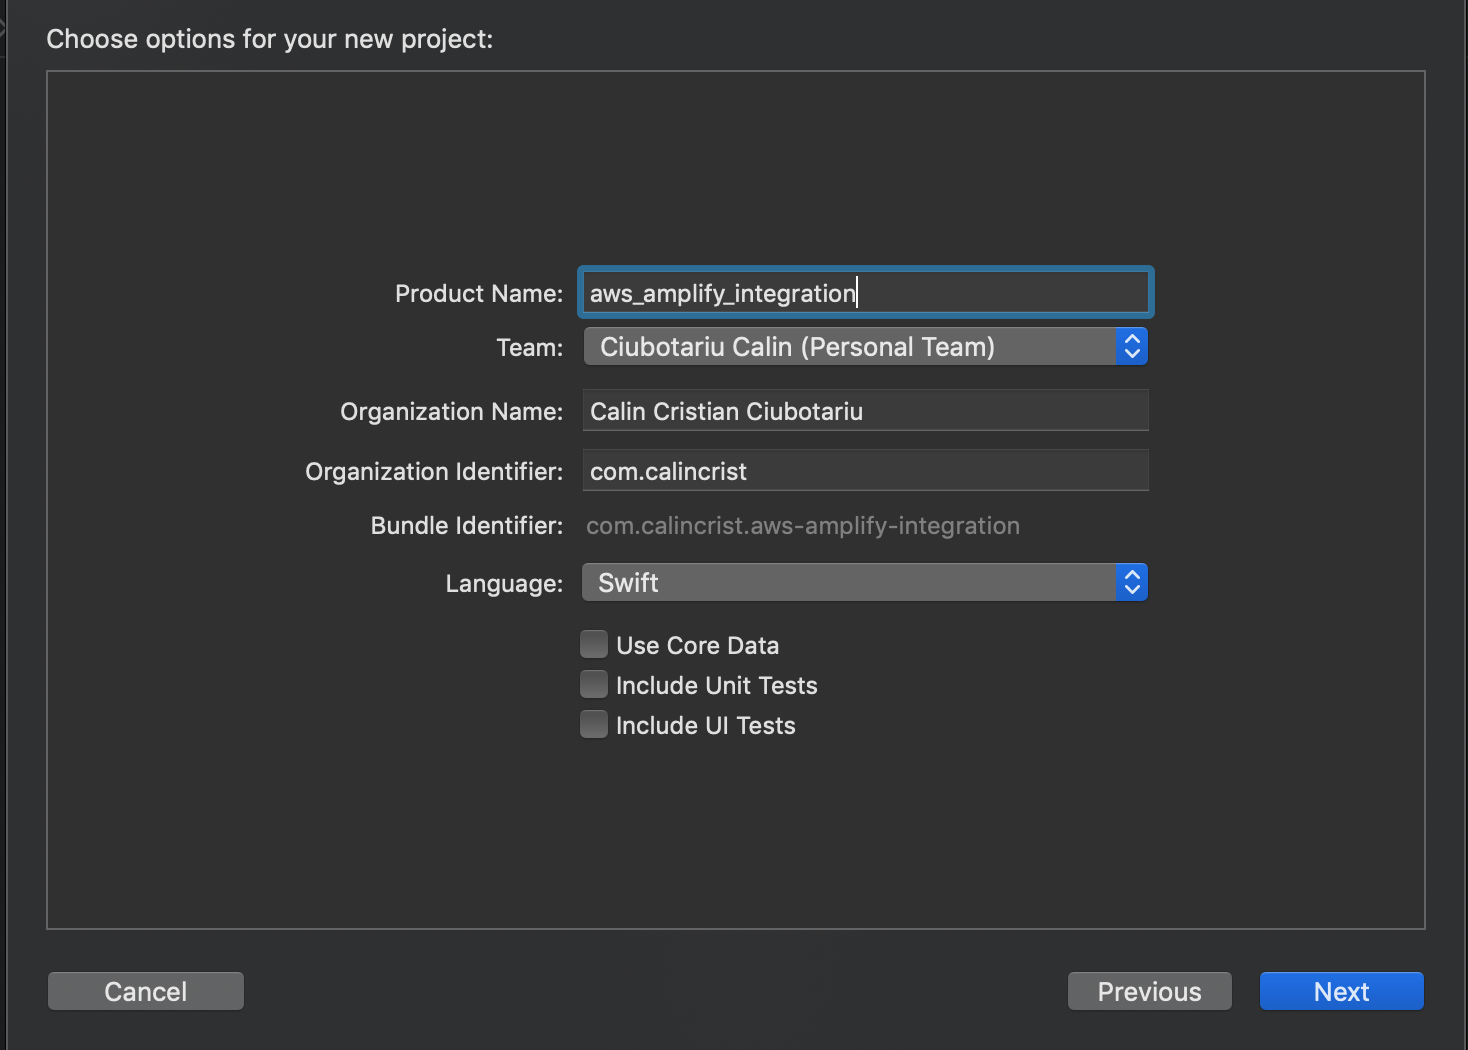 Choose options for your new project:
Product Name: aws_amplify_integration
Team: Ciubotariu Calin (Personal Team)
Organization Name: Calin Cristian Ciubotariu
Organization Identifier: com.calincrist
Bundle Identifier: com.calincrist.aws-amplify-integration
Language: Swift
Use Core Data
Include Unit Tests
Include UI Tests
Cancel Previous Next